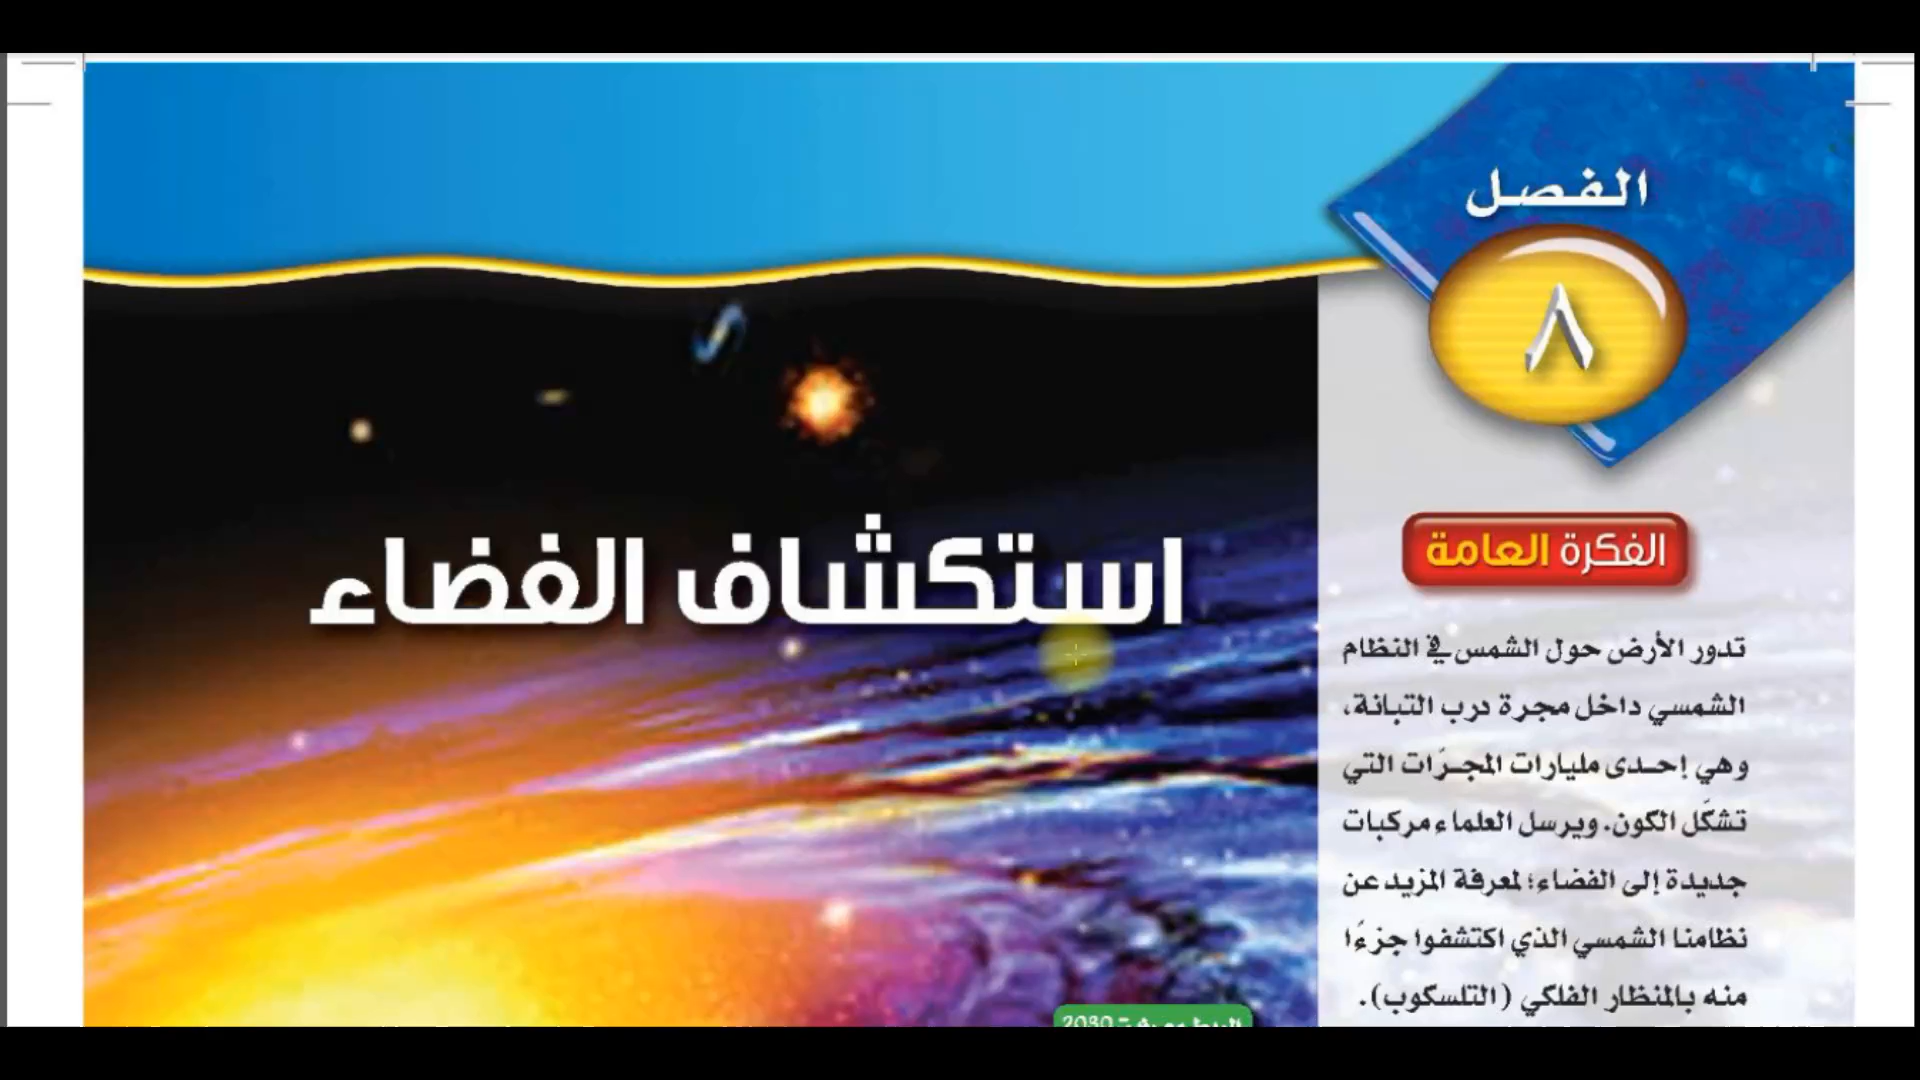 الفصل
٨
استكشاف الفضاء
الفكرة العامة
تدور الأرض حول الشمس في النظام
الشمسي داخل مجرة درب التبانة،
وهي إحدى مليارات المجرّات التي
تشكّل الكون. ويرسل العلماء مركبات
جديدة إلى الفضاء؛ لمعرفة المزيد عن
نظامنا الشمسي الذي اكتشفوا جزءًا
منه بالمنظار الفلكي (التلسكوب).
2030